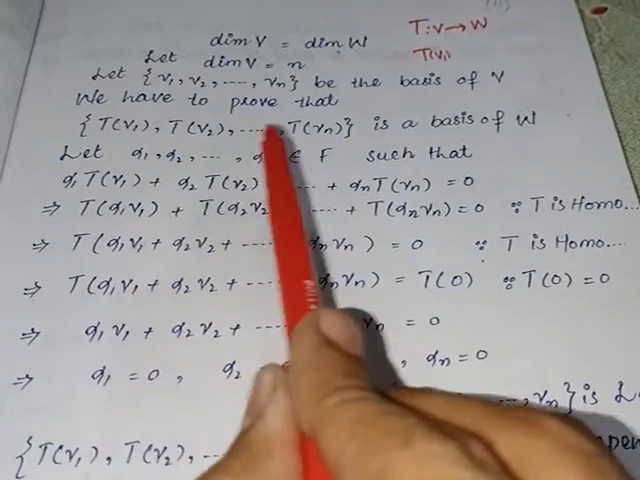 dim V = dim W
T: V → W
Let dim V = n
T(v₁)
Let {v₁, v₂, ...., vₙ} be the basis of V
We have to prove that
{T(v₁), T(v₂), ...., T(vₙ)} is a basis of W
Let α₁, α₂, ... , α ∈ F such that
α₁T(v₁) + α₂ T(v₂) ... + αₙT(vₙ) = 0
⇒ T(α₁v₁) + T(α₂v₂ .... + T(αₙvₙ) = 0 ∵ T is Homo...
⇒ T(α₁v₁ + α₂v₂ + .... αₙvₙ) = 0 ∵ T is Homo...
⇒ T(α₁v₁ + α₂v₂ + .... αₙvₙ) = T(0) ∵ T(0) = 0
⇒ α₁v₁ + α₂v₂ + .... vₙ = 0
⇒ α₁ = 0 , α₂ , αₙ = 0
..., vₙ} is L
{T(v₁), T(v₂), ..